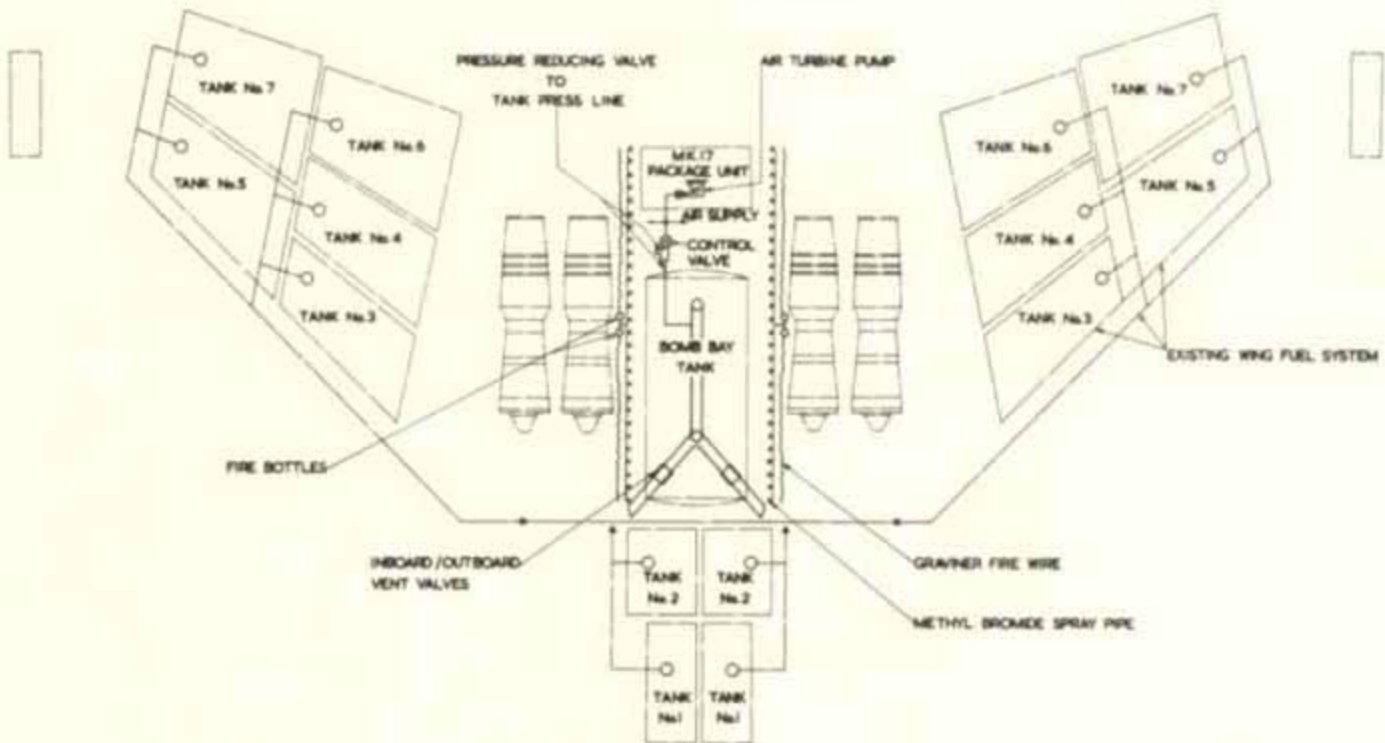 PRESSURE REDUCING VALVE
TO
TANK PRESS LINE
AIR TURBINE PUMP
TANK No.7
TANK No.6
TANK No.5
TANK No.4
TANK No.3
MK.17
PACKAGE UNIT
AIR SUPPLY
CONTROL
VALVE
BOMB BAY
TANK
TANK No.7
TANK No.6
TANK No.5
TANK No.4
TANK No.3
EXISTING WING FUEL SYSTEM
FIRE BOTTLES
INBOARD/OUTBOARD
VENT VALVES
GRAVINER FIRE WIRE
METHYL BROMIDE SPRAY PIPE
TANK
No.2
TANK
No.2
TANK
No.1
TANK
No.1